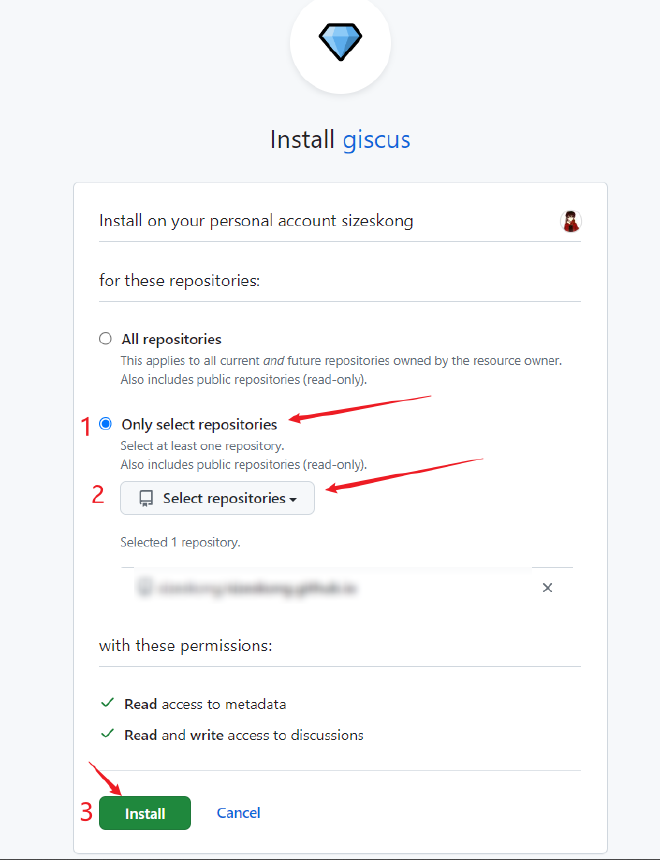 Install giscus
Install on your personal account sizeskong
for these repositories:
All repositories
This applies to all current and future repositories owned by the resource owner.
Also includes public repositories (read-only).
1 Only select repositories
Select at least one repository.
Also includes public repositories (read-only).
2 Select repositories
Selected 1 repository.
with these permissions:
Read access to metadata
Read and write access to discussions
3 Install Cancel